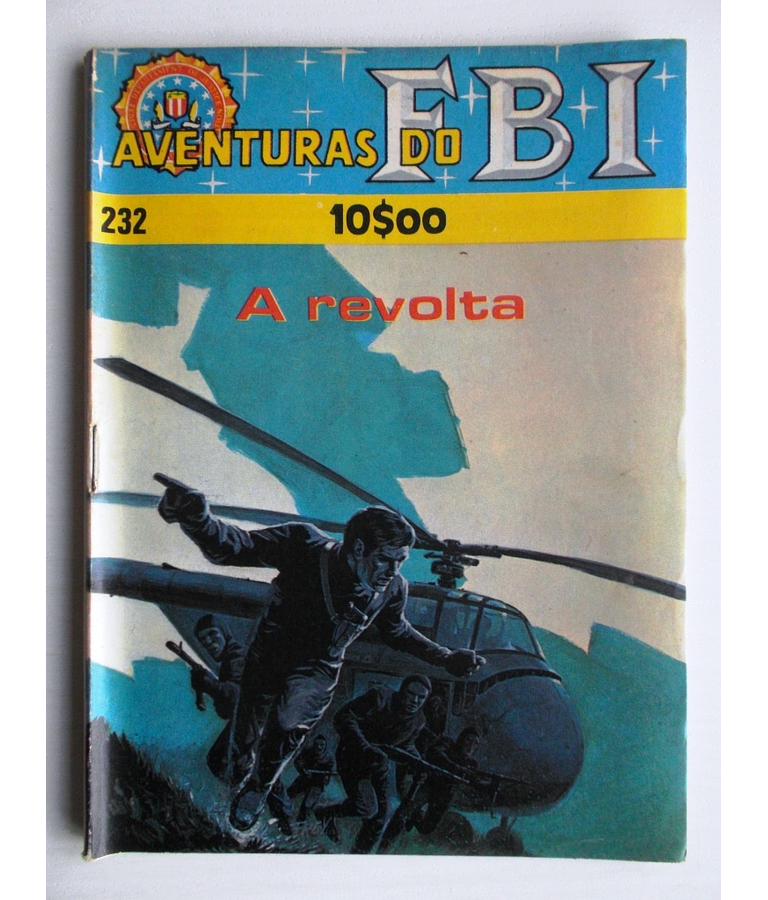 AVENTURAS DO FBI
232 10$00
A revolta